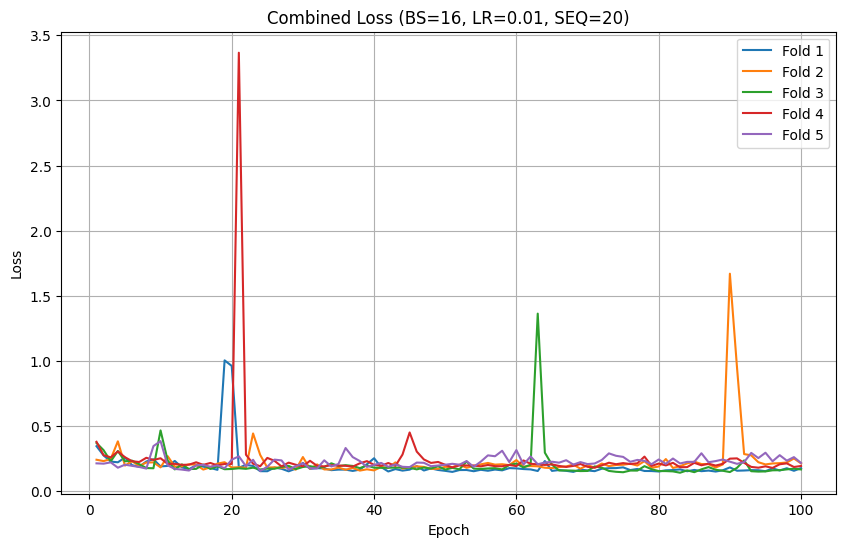 Combined Loss (BS=16, LR=0.01, SEQ=20)
Fold 1
Fold 2
Fold 3
Fold 4
Fold 5
Loss
3.5
3.0
2.5
2.0
1.5
1.0
0.5
0.0
0 20 40 60 80 100
Epoch